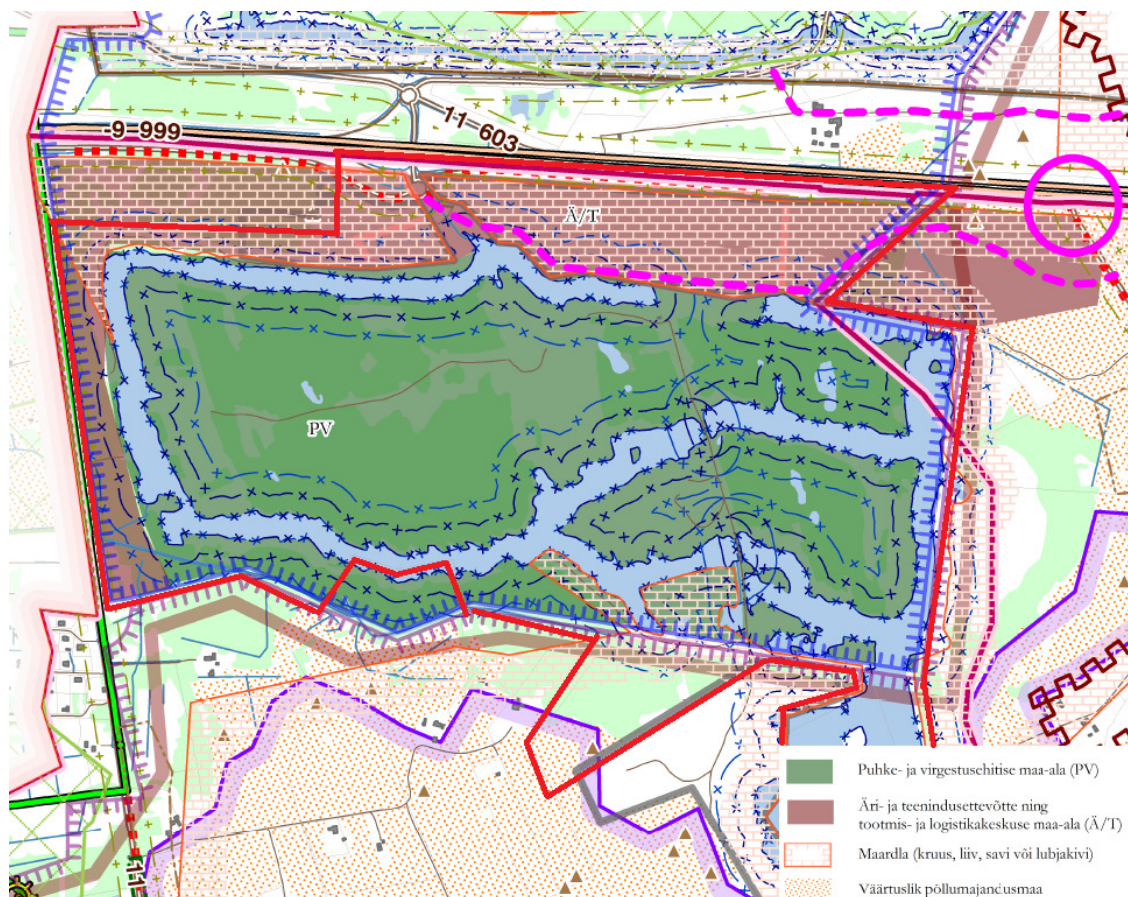 -9 999
11 603
Ä/T
PV
11
Puhke- ja virgestusehitise maa-ala (PV)
Äri- ja teenindusettevõtte ning
tootmis- ja logistikakeskuse maa-ala (Ä/T)
Maardla (kruus, liiv, savi või lubjakivi)
Väärtuslik põllumajandusmaa